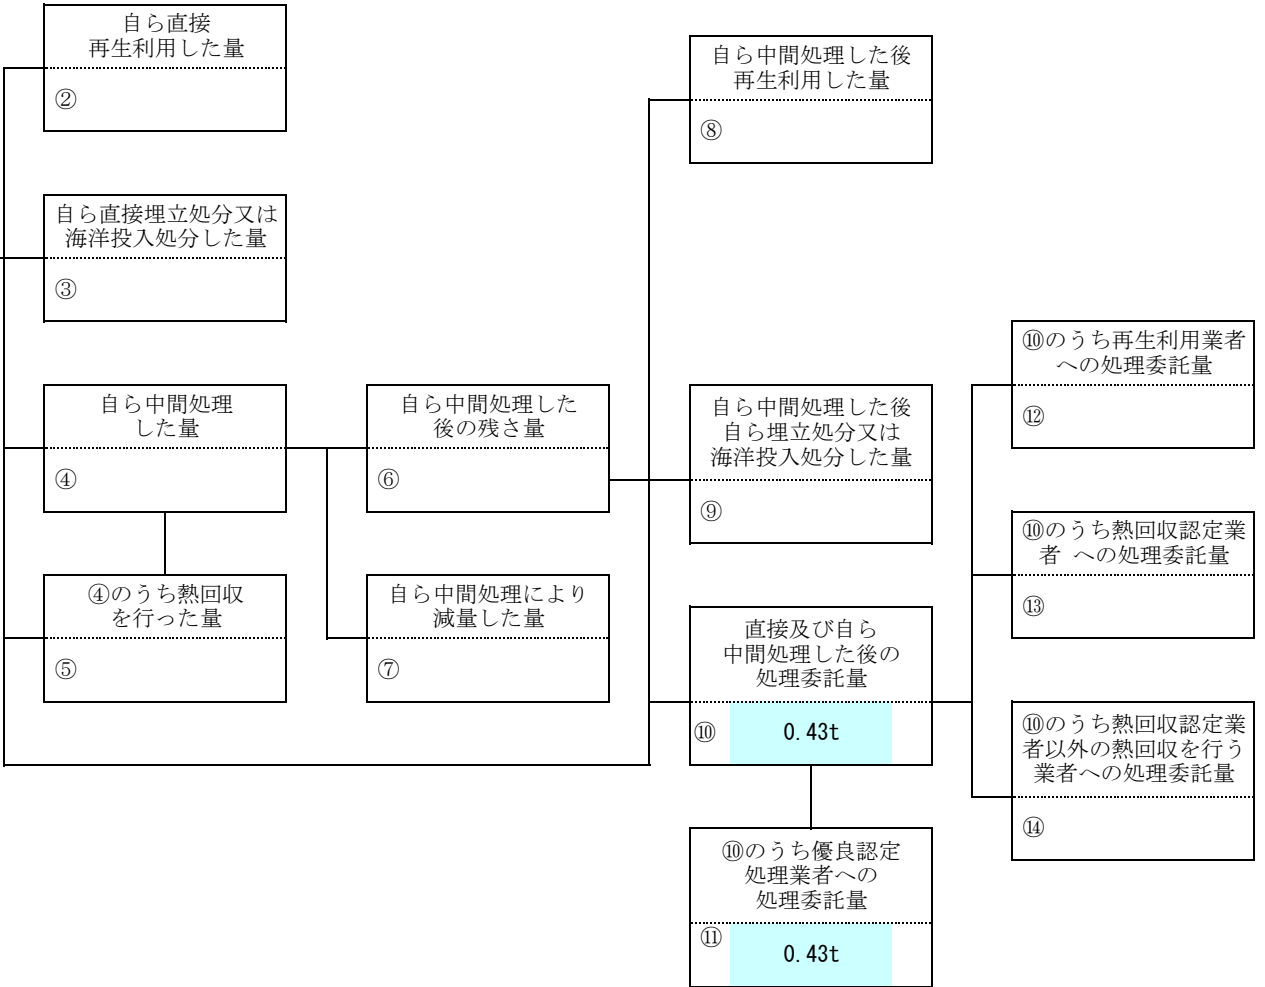 自ら直接
再生利用した量
②
自ら直接埋立処分又は
海洋投入処分した量
③
自ら中間処理
した量
④
④のうち熱回収
を行った量
⑤
自ら中間処理した
後の残さ量
⑥
自ら中間処理により
減量した量
⑦
自ら中間処理した後
再生利用した量
⑧
自ら中間処理した後
自ら埋立処分又は
海洋投入処分した量
⑨
直接及び自ら
中間処理した後の
処理委託量
⑩ 0.43t
⑩のうち優良認定
処理業者への
処理委託量
⑪ 0.43t
⑩のうち再生利用業者
への処理委託量
⑫
⑩のうち熱回収認定業
者 への処理委託量
⑬
⑩のうち熱回収認定業
者以外の熱回収を行う
業者への処理委託量
⑭